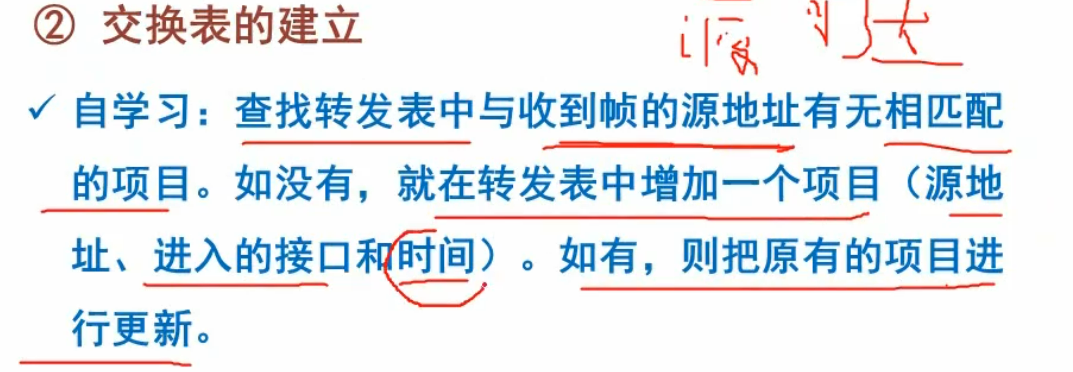 ② 交换表的建立
✓ 自学习：查找转发表中与收到帧的源地址有无相匹配
的项目。如没有，就在转发表中增加一个项目（源地
址、进入的接口和时间）。如有，则把原有的项目进
行更新。